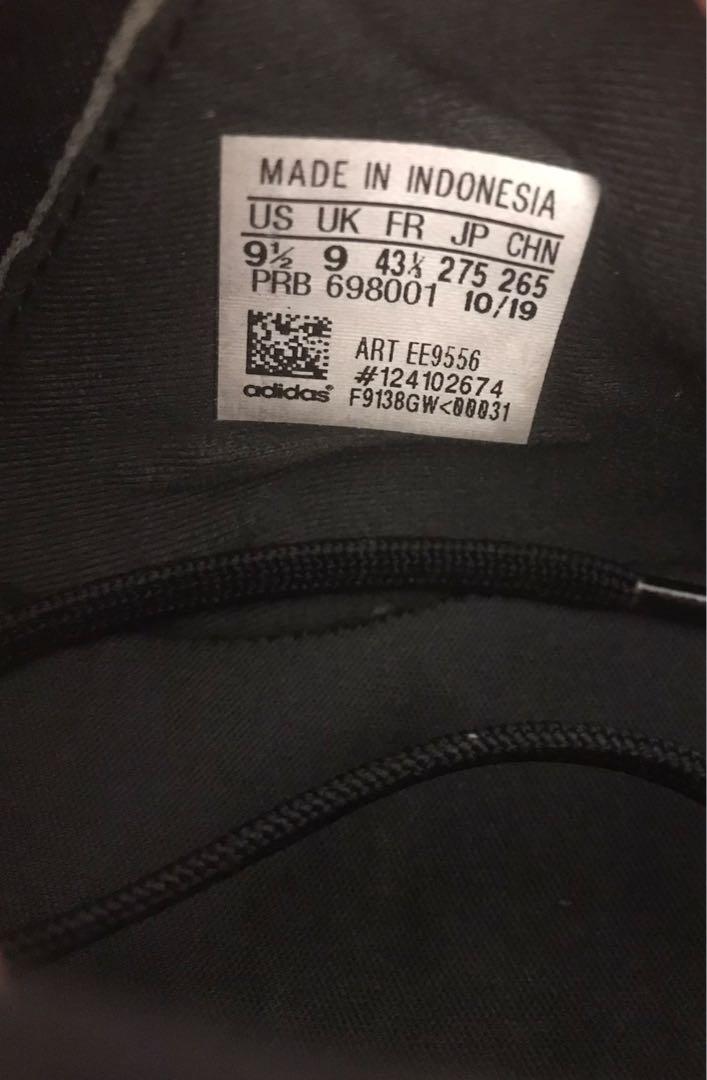 MADE IN INDONESIA
US UK FR JP CHN
9½ 9 43⅓ 275 265
PRB 698001 10/19
ART EE9556
#124102674
adidas® F9138GW<00031